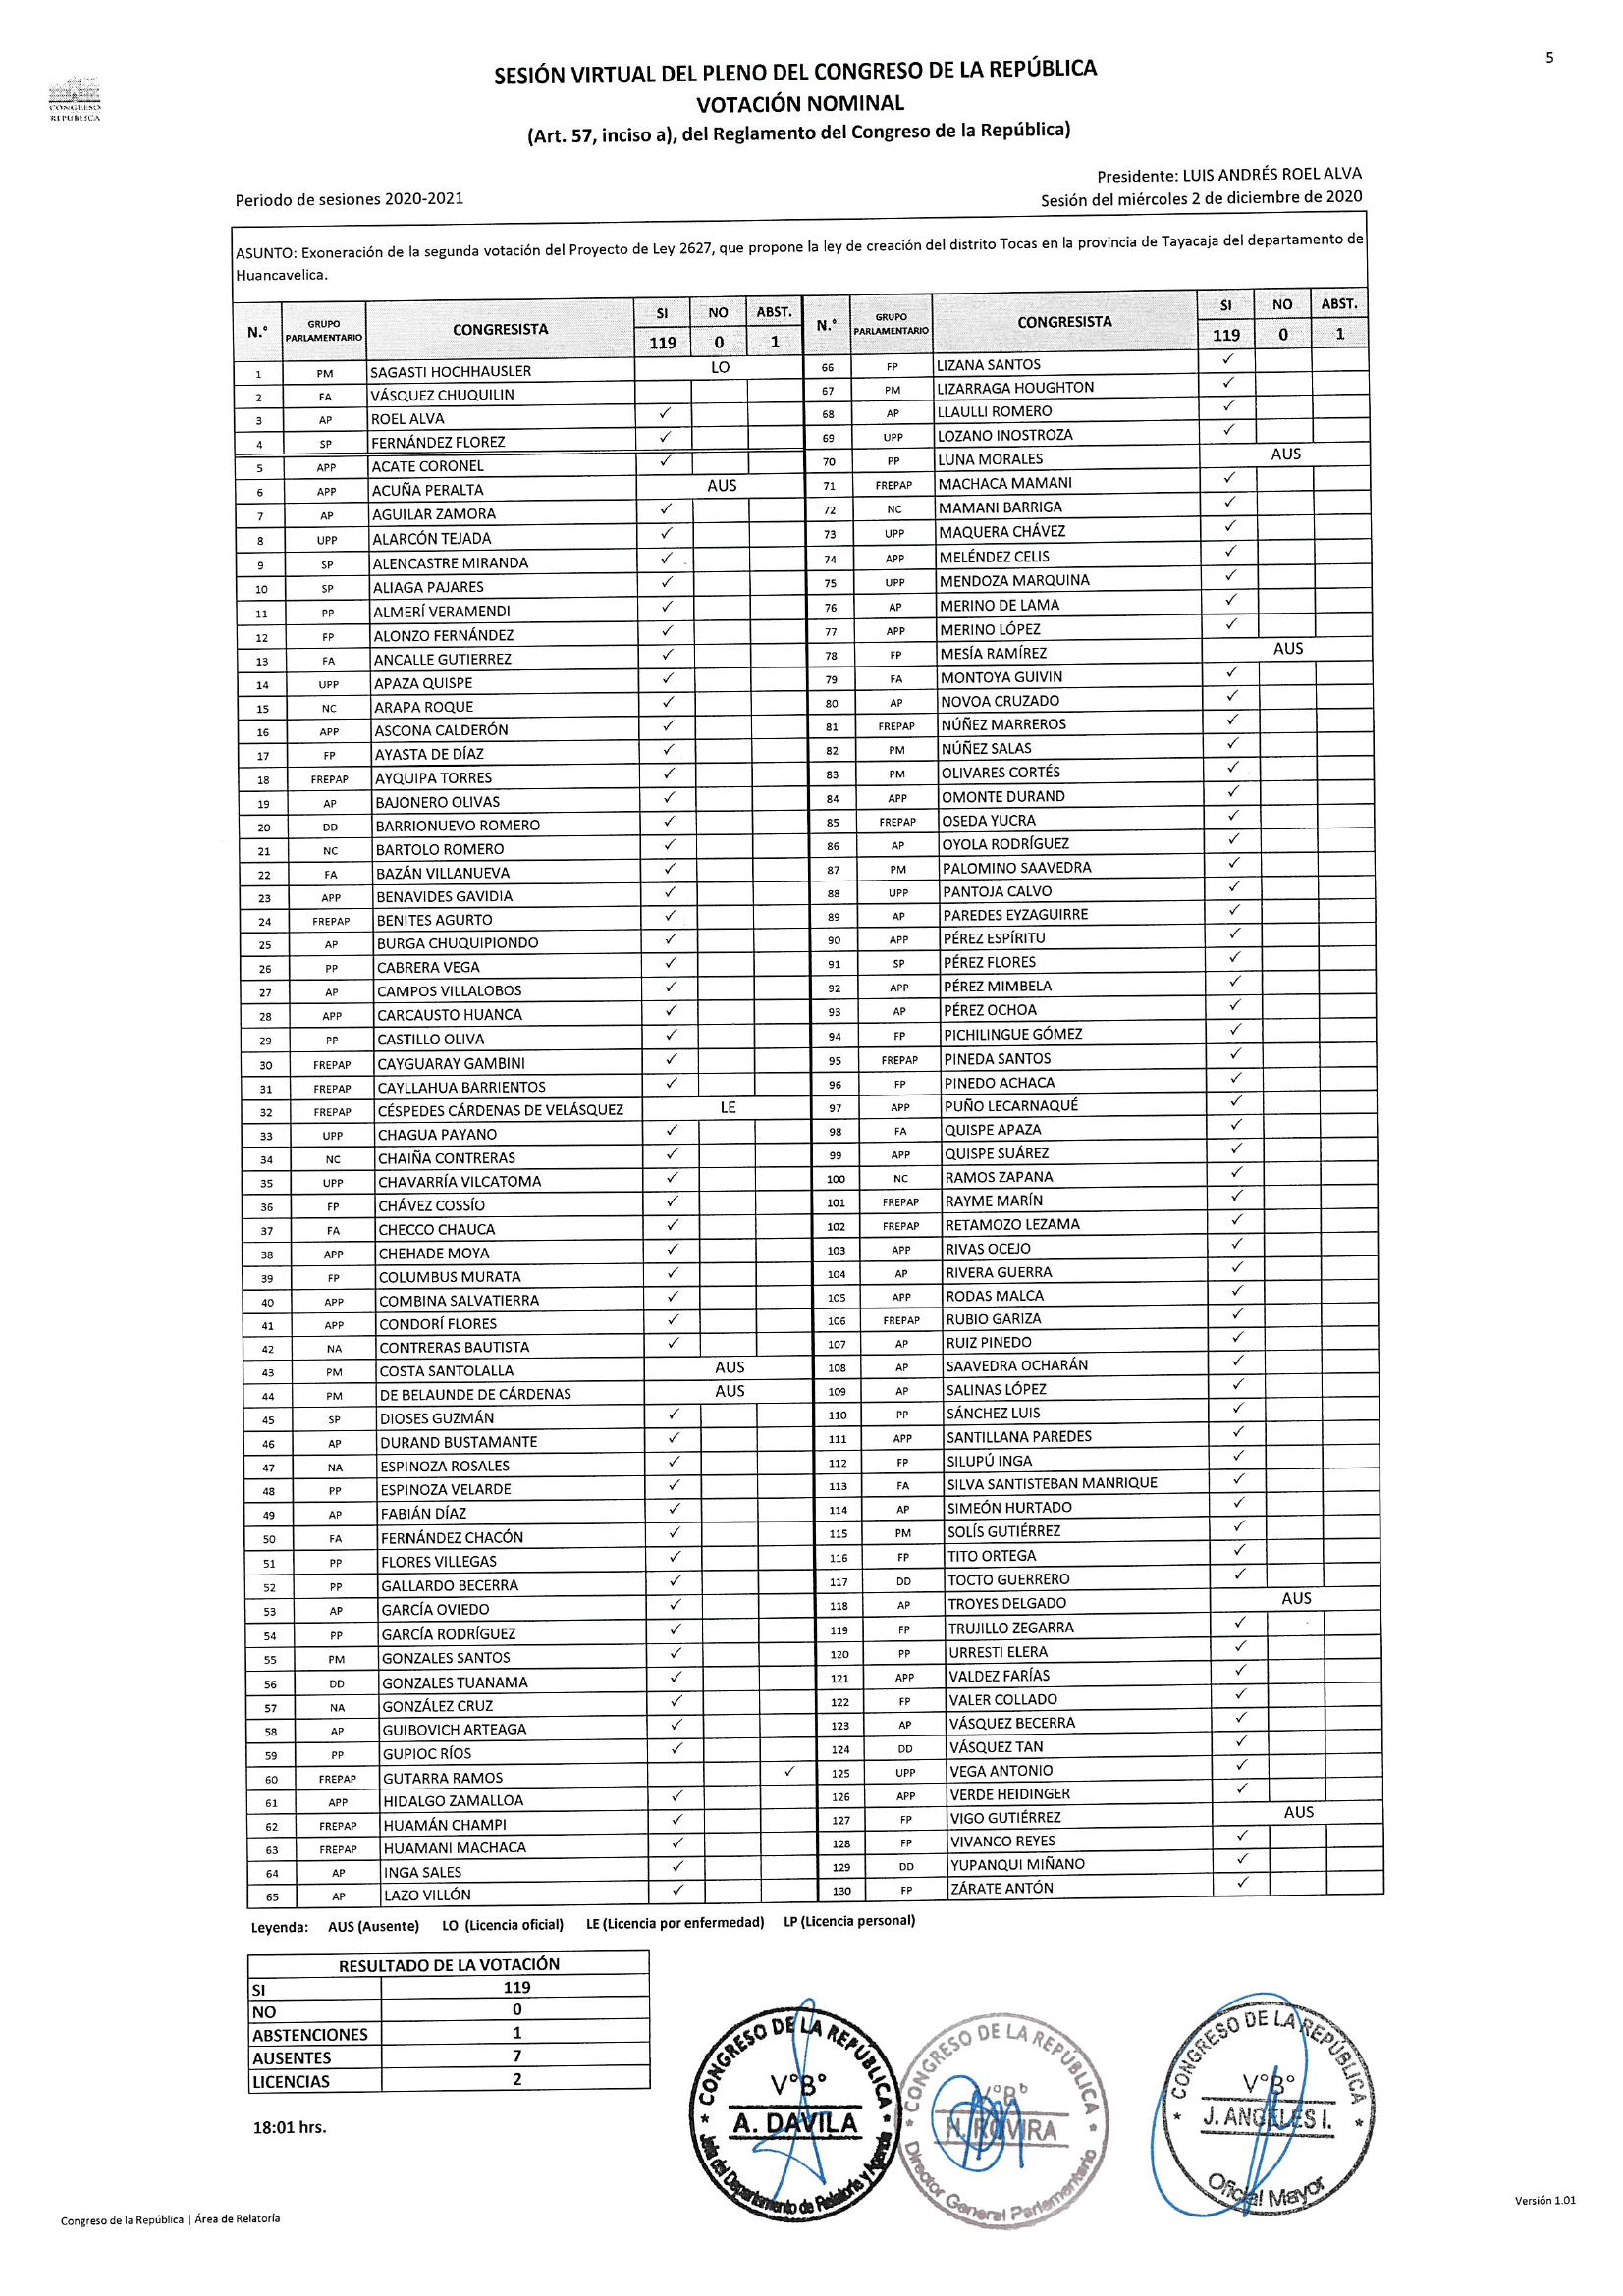 5
CONGRESO
REPÚBLICA
SESIÓN VIRTUAL DEL PLENO DEL CONGRESO DE LA REPÚBLICA
VOTACIÓN NOMINAL
(Art. 57, inciso a), del Reglamento del Congreso de la República)
Presidente: LUIS ANDRÉS ROEL ALVA
Periodo de sesiones 2020-2021
Sesión del miércoles 2 de diciembre de 2020
ASUNTO: Exoneración de la segunda votación del Proyecto de Ley 2627, que propone la ley de creación del distrito Tocas en la provincia de Tayacaja del departamento de
Huancavelica.
N.° GRUPO PARLAMENTARIO CONGRESISTA SI NO ABST. N.° GRUPO PARLAMENTARIO CONGRESISTA SI NO ABST.
119 0 1 119 0 1
1 PM SAGASTI HOCHHAUSLER LO 66 FP LIZANA SANTOS ✓
2 FA VÁSQUEZ CHUQUILIN 67 PM LIZARRAGA HOUGHTON ✓
3 AP ROEL ALVA ✓ 68 AP LLAULLI ROMERO ✓
4 SP FERNÁNDEZ FLOREZ ✓ 69 UPP LOZANO INOSTROZA ✓
5 APP ACATE CORONEL ✓ 70 PP LUNA MORALES AUS
6 APP ACUÑA PERALTA AUS 71 FREPAP MACHACA MAMANI ✓
7 AP AGUILAR ZAMORA ✓ 72 NC MAMANI BARRIGA ✓
8 UPP ALARCÓN TEJADA ✓ 73 UPP MAQUERA CHÁVEZ ✓
9 SP ALENCASTRE MIRANDA ✓ 74 APP MELÉNDEZ CELIS ✓
10 SP ALIAGA PAJARES ✓ 75 UPP MENDOZA MARQUINA ✓
11 PP ALMERÍ VERAMENDI ✓ 76 AP MERINO DE LAMA ✓
12 FP ALONZO FERNÁNDEZ ✓ 77 APP MERINO LÓPEZ ✓
13 FA ANCALLE GUTIERREZ ✓ 78 FP MESÍA RAMÍREZ AUS
14 UPP APAZA QUISPE ✓ 79 FA MONTOYA GUIVIN ✓
15 NC ARAPA ROQUE ✓ 80 AP NOVOA CRUZADO ✓
16 APP ASCONA CALDERÓN ✓ 81 FREPAP NÚÑEZ MARREROS ✓
17 FP AYASTA DE DÍAZ ✓ 82 PM NÚÑEZ SALAS ✓
18 FREPAP AYQUIPA TORRES ✓ 83 PM OLIVARES CORTÉS ✓
19 AP BAJONERO OLIVAS ✓ 84 APP OMONTE DURAND ✓
20 DD BARRIONUEVO ROMERO ✓ 85 FREPAP OSEDA YUCRA ✓
21 NC BARTOLO ROMERO ✓ 86 AP OYOLA RODRÍGUEZ ✓
22 FA BAZÁN VILLANUEVA ✓ 87 PM PALOMINO SAAVEDRA ✓
23 APP BENAVIDES GAVIDIA ✓ 88 UPP PANTOJA CALVO ✓
24 FREPAP BENITES AGURTO ✓ 89 AP PAREDES EYZAGUIRRE ✓
25 AP BURGA CHUQUIPIONDO ✓ 90 APP PÉREZ ESPÍRITU ✓
26 PP CABRERA VEGA ✓ 91 SP PÉREZ FLORES ✓
27 AP CAMPOS VILLALOBOS ✓ 92 APP PÉREZ MIMBELA ✓
28 APP CARCAUSTO HUANCA ✓ 93 AP PÉREZ OCHOA ✓
29 PP CASTILLO OLIVA ✓ 94 FP PICHILINGUE GÓMEZ ✓
30 FREPAP CAYGUARAY GAMBINI ✓ 95 FREPAP PINEDA SANTOS ✓
31 FREPAP CAYLLAHUA BARRIENTOS ✓ 96 FP PINEDO ACHACA ✓
32 FREPAP CÉSPEDES CÁRDENAS DE VELÁSQUEZ LE 97 APP PUÑO LECARNAQUÉ ✓
33 UPP CHAGUA PAYANO ✓ 98 FA QUISPE APAZA ✓
34 NC CHAIÑA CONTRERAS ✓ 99 APP QUISPE SUÁREZ ✓
35 UPP CHAVARRÍA VILCATOMA ✓ 100 NC RAMOS ZAPANA ✓
36 FP CHÁVEZ COSSÍO ✓ 101 FREPAP RAYME MARÍN ✓
37 FA CHECCO CHAUCA ✓ 102 FREPAP RETAMOZO LEZAMA ✓
38 APP CHEHADE MOYA ✓ 103 APP RIVAS OCEJO ✓
39 FP COLUMBUS MURATA ✓ 104 AP RIVERA GUERRA ✓
40 APP COMBINA SALVATIERRA ✓ 105 APP RODAS MALCA ✓
41 APP CONDORÍ FLORES ✓ 106 FREPAP RUBIO GARIZA ✓
42 NA CONTRERAS BAUTISTA ✓ 107 AP RUIZ PINEDO ✓
43 PM COSTA SANTOLALLA AUS 108 AP SAAVEDRA OCHARÁN ✓
44 PM DE BELAUNDE DE CÁRDENAS AUS 109 AP SALINAS LÓPEZ ✓
45 SP DIOSES GUZMÁN ✓ 110 PP SÁNCHEZ LUIS ✓
46 AP DURAND BUSTAMANTE ✓ 111 APP SANTILLANA PAREDES ✓
47 NA ESPINOZA ROSALES ✓ 112 FP SILUPÚ INGA ✓
48 PP ESPINOZA VELARDE ✓ 113 FA SILVA SANTISTEBAN MANRIQUE ✓
49 AP FABIÁN DÍAZ ✓ 114 AP SIMEÓN HURTADO ✓
50 FA FERNÁNDEZ CHACÓN ✓ 115 PM SOLÍS GUTIÉRREZ ✓
51 PP FLORES VILLEGAS ✓ 116 FP TITO ORTEGA ✓
52 PP GALLARDO BECERRA ✓ 117 DD TOCTO GUERRERO ✓
53 AP GARCÍA OVIEDO ✓ 118 AP TROYES DELGADO AUS
54 PP GARCÍA RODRÍGUEZ ✓ 119 FP TRUJILLO ZEGARRA ✓
55 PM GONZALES SANTOS ✓ 120 PP URRESTI ELERA ✓
56 DD GONZALES TUANAMA ✓ 121 APP VALDEZ FARÍAS ✓
57 NA GONZÁLEZ CRUZ ✓ 122 FP VALER COLLADO ✓
58 AP GUIBOVICH ARTEAGA ✓ 123 AP VÁSQUEZ BECERRA ✓
59 PP GUPIOC RÍOS ✓ 124 DD VÁSQUEZ TAN ✓
60 FREPAP GUTARRA RAMOS ✓ 125 UPP VEGA ANTONIO ✓
61 APP HIDALGO ZAMALLOA ✓ 126 APP VERDE HEIDINGER ✓
62 FREPAP HUAMÁN CHAMPI ✓ 127 FP VIGO GUTIÉRREZ AUS
63 FREPAP HUAMANI MACHACA ✓ 128 FP VIVANCO REYES ✓
64 AP INGA SALES ✓ 129 DD YUPANQUI MIÑANO ✓
65 AP LAZO VILLÓN ✓ 130 FP ZÁRATE ANTÓN ✓
Leyenda: AUS (Ausente) LO (Licencia oficial) LE (Licencia por enfermedad) LP (Licencia personal)
RESULTADO DE LA VOTACIÓN
SI 119
NO 0
ABSTENCIONES 1
AUSENTES 7
LICENCIAS 2
18:01 hrs.
* CONGRESO DE LA REPÚBLICA *
V°B°
A. DAVILA
Jefa del Departamento de Relatoría y Agenda
* CONGRESO DE LA REPÚBLICA *
V°B°
N. ROVIRA
Director General Parlamentario
* CONGRESO DE LA REPÚBLICA *
V°B°
J. ANGELES I.
Oficial Mayor
Congreso de la República | Área de Relatoría
Versión 1.01